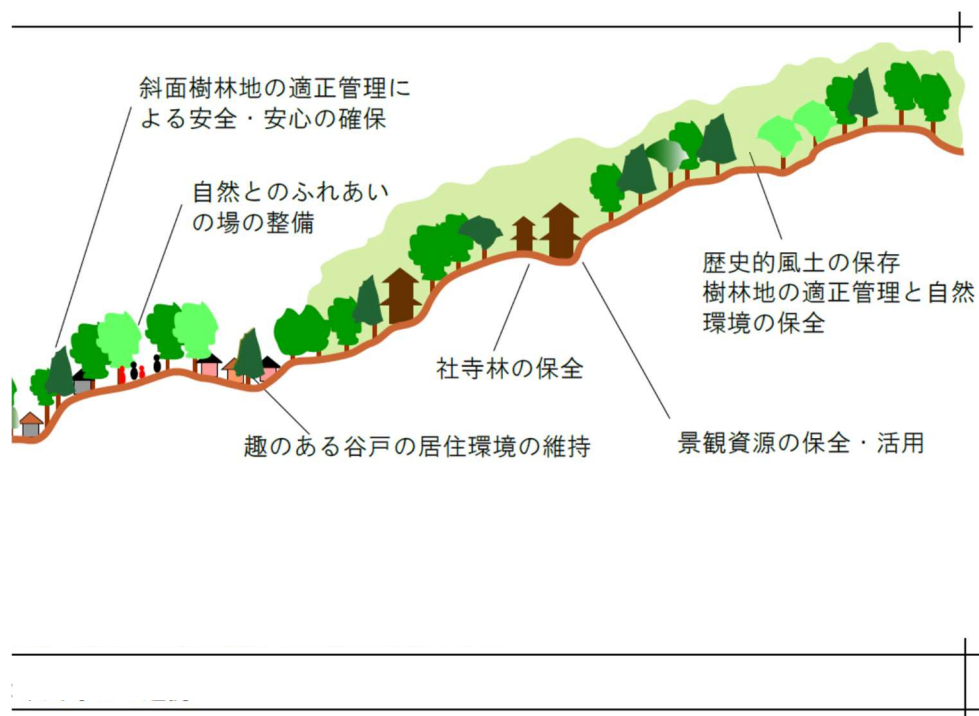 斜面樹林地の適正管理に
よる安全・安心の確保
自然とのふれあい
の場の整備
歴史的風土の保存
樹林地の適正管理と自然
環境の保全
社寺林の保全
景観資源の保全・活用
趣のある谷戸の居住環境の維持